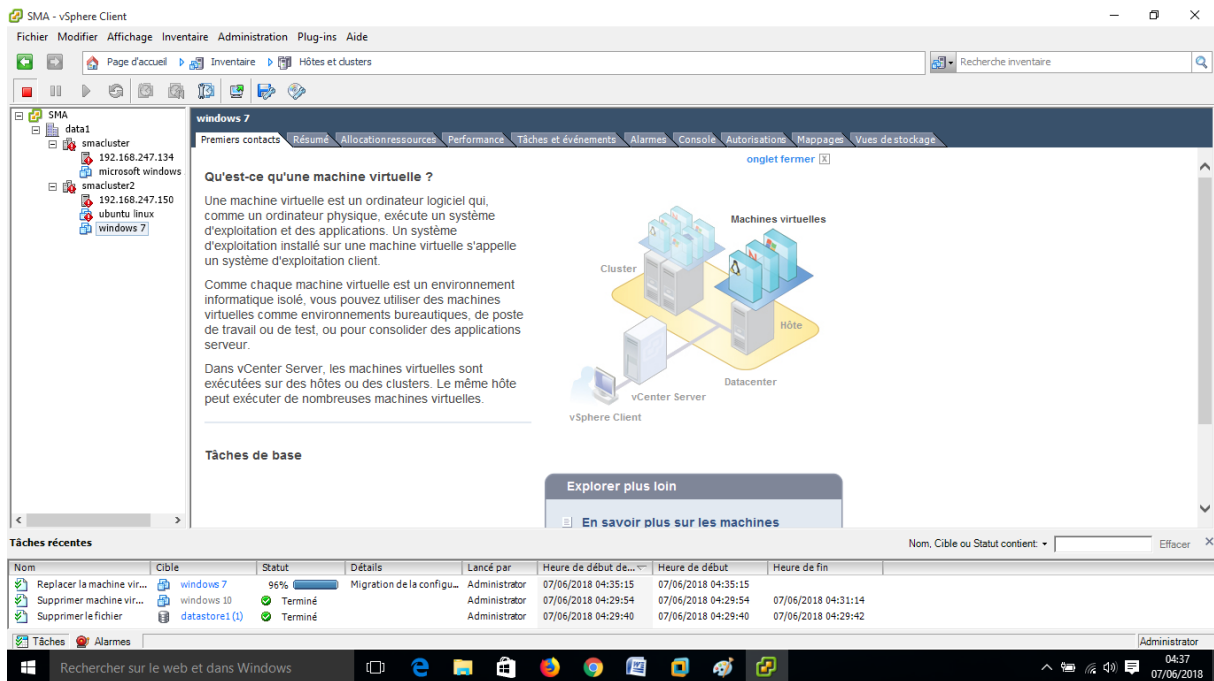 SMA - vSphere Client
Fichier Modifier Affichage Inventaire Administration Plug-ins Aide
Page d'accueil Inventaire Hôtes et clusters
Recherche inventaire
SMA
data1
smacluster
192.168.247.134
microsoft windows
smacluster2
192.168.247.150
ubuntu linux
windows 7
windows 7
Premiers contacts Résumé Allocationressources Performance Tâches et événements Alarmes Console Autorisations Mappages Vues de stockage
onglet fermer X
Qu'est-ce qu'une machine virtuelle ?
Une machine virtuelle est un ordinateur logiciel qui,
comme un ordinateur physique, exécute un système
d'exploitation et des applications. Un système
d'exploitation installé sur une machine virtuelle s'appelle
un système d'exploitation client.
Comme chaque machine virtuelle est un environnement
informatique isolé, vous pouvez utiliser des machines
virtuelles comme environnements bureautiques, de poste
de travail ou de test, ou pour consolider des applications
serveur.
Dans vCenter Server, les machines virtuelles sont
exécutées sur des hôtes ou des clusters. Le même hôte
peut exécuter de nombreuses machines virtuelles.
Machines virtuelles
Cluster
Hôte
Datacenter
vCenter Server
vSphere Client
Tâches de base
Explorer plus loin
En savoir plus sur les machines
Tâches récentes
Nom, Cible ou Statut contient:
Effacer X
Nom Cible Statut Détails Lancé par Heure de début de... Heure de début Heure de fin
Replacer la machine vir... windows 7 96% Migration de la configu... Administrator 07/06/2018 04:35:15 07/06/2018 04:35:15
Supprimer machine vir... windows 10 Terminé Administrator 07/06/2018 04:29:54 07/06/2018 04:29:54 07/06/2018 04:31:14
Supprimer le fichier datastore1 (1) Terminé Administrator 07/06/2018 04:29:40 07/06/2018 04:29:40 07/06/2018 04:29:42
Tâches Alarmes
Administrator
Rechercher sur le web et dans Windows
04:37
07/06/2018